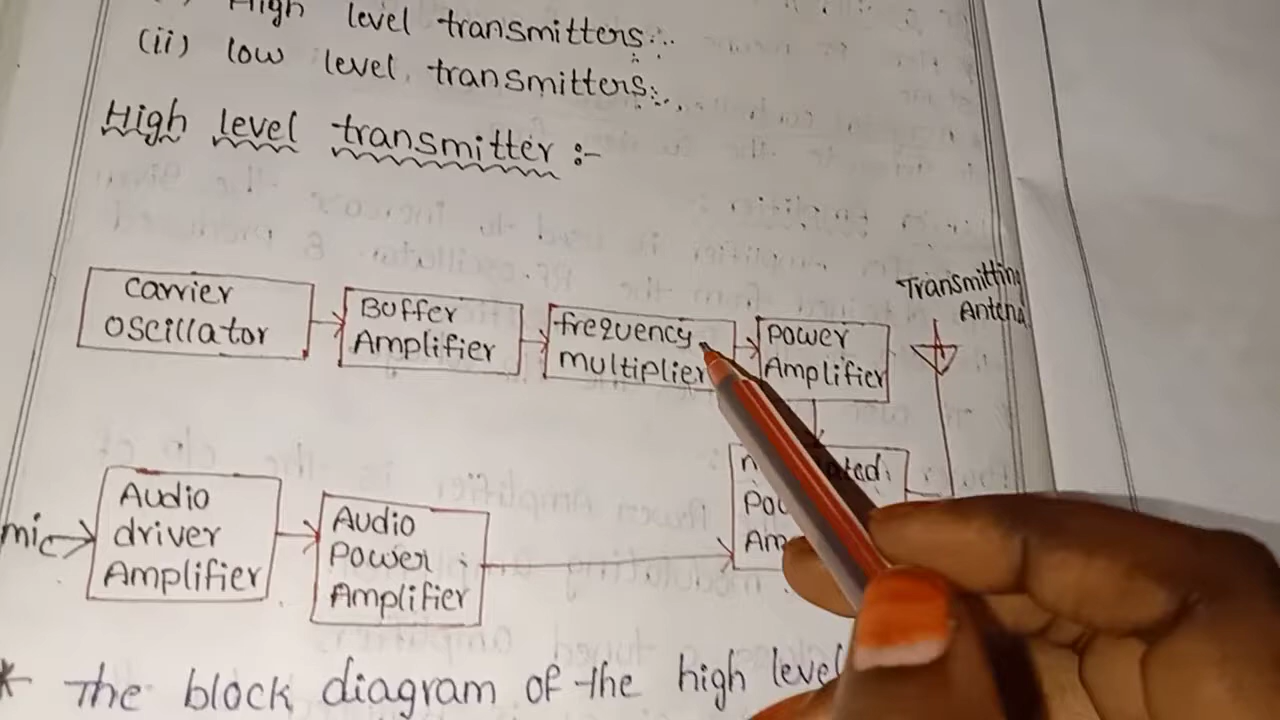 High level transmitters:.
(ii) low level transmitters:.
High level transmitter :-
Transmitting
Antena
Carrier
Oscillator
Buffer
Amplifier
frequency
multiplier
Power
Amplifier
mic
Audio
driver
Amplifier
Audio
Power
Amplifier
* The block diagram of the high level